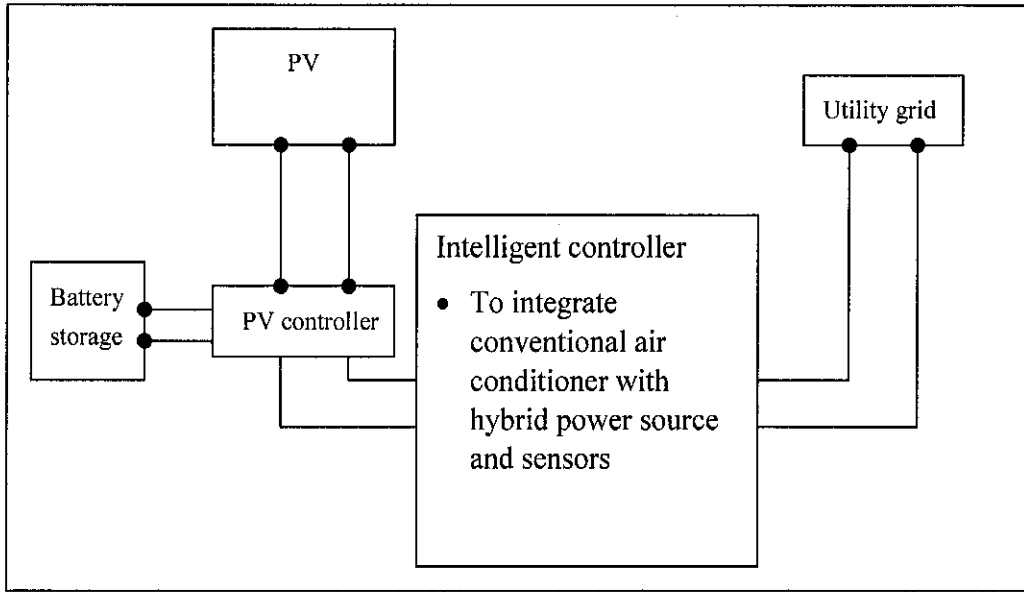 PV
Utility grid
Intelligent controller
• To integrate
conventional air
conditioner with
hybrid power source
and sensors
Battery
storage
PV controller